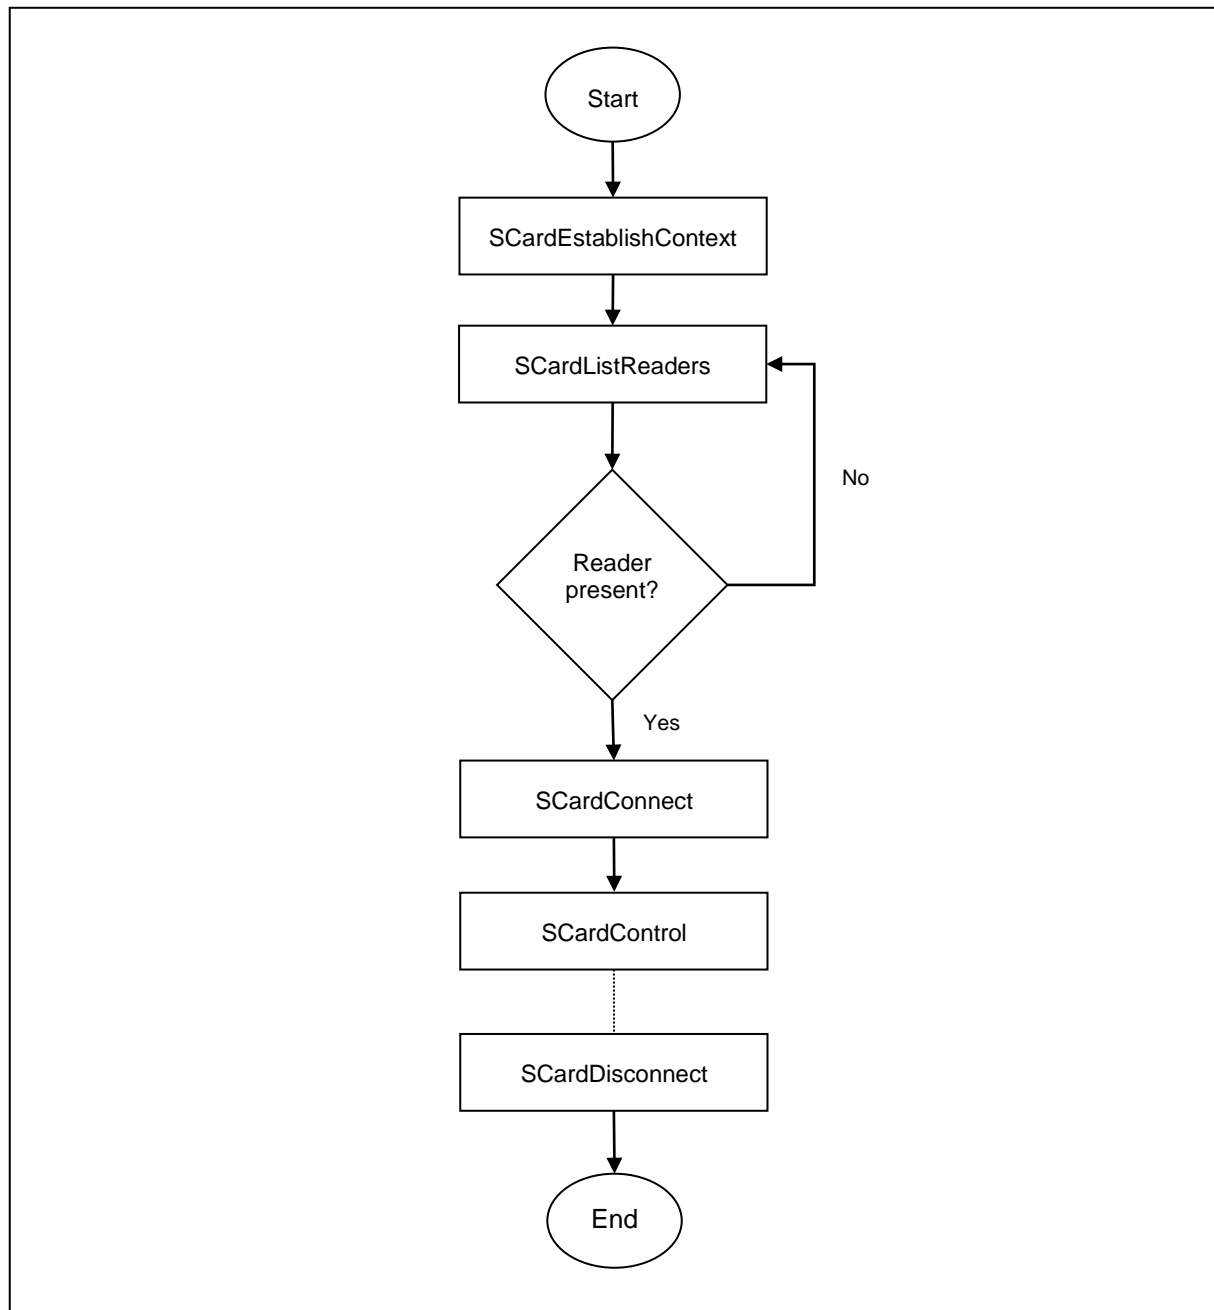 Start
SCardEstablishContext
SCardListReaders
No
Reader
present?
Yes
SCardConnect
SCardControl
SCardDisconnect
End